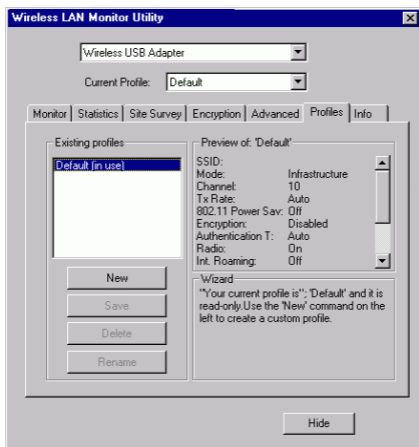 Wireless LAN Monitor Utility
Wireless USB Adapter
Current Profile: Default
Monitor Statistics Site Survey Encryption Advanced Profiles Info
Existing profiles
Default (in use)
New
Save
Delete
Rename
Preview of: 'Default'
SSID:
Mode: Infrastructure
Channel: 10
Tx Rate: Auto
802.11 Power Sav: Off
Encryption: Disabled
Authentication T: Auto
Radio: On
Int. Roaming: Off
Wizard
"Your current profile is"; 'Default' and it is
read-only.Use the 'New' command on the
left to create a custom profile.
Hide